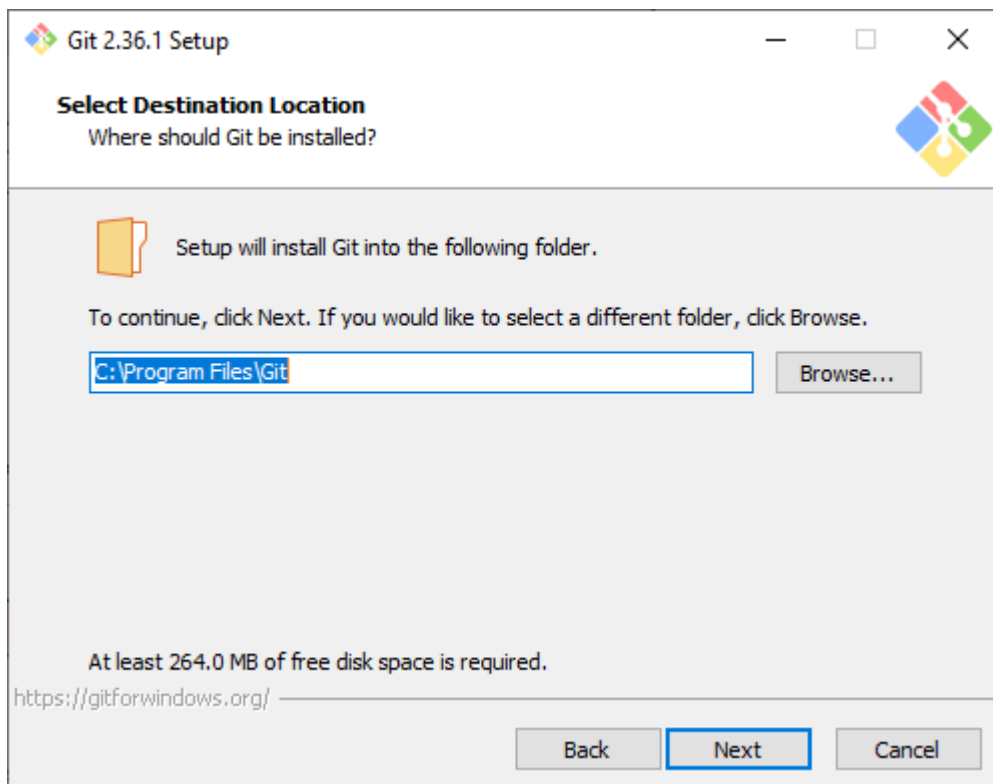 Git 2.36.1 Setup
Select Destination Location
Where should Git be installed?
Setup will install Git into the following folder.
To continue, click Next. If you would like to select a different folder, click Browse.
C:\Program Files\Git
Browse...
At least 264.0 MB of free disk space is required.
https://gitforwindows.org/
Back
Next
Cancel